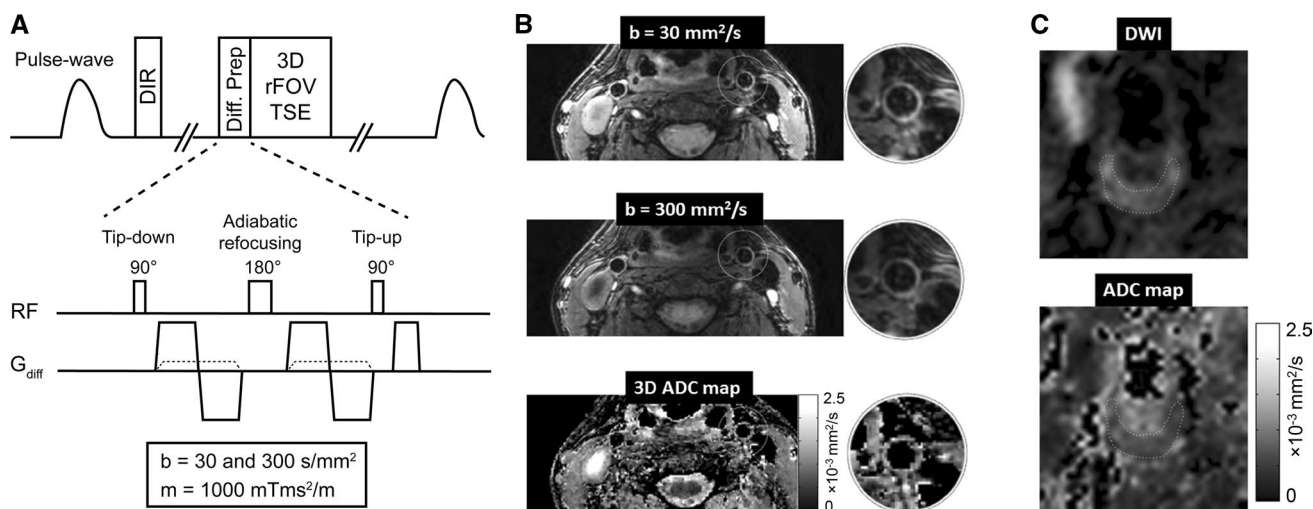 A
Pulse-wave
DIR
Diff. Prep
3D
rFOV
TSE
Tip-down
Adiabatic
refocusing
Tip-up
90°
180°
90°
RF
G_diff
b = 30 and 300 s/mm²
m = 1000 mTms²/m
B
b = 30 mm²/s
b = 300 mm²/s
3D ADC map
2.5
×10⁻³ mm²/s
0
C
DWI
ADC map
2.5
×10⁻³ mm²/s
0